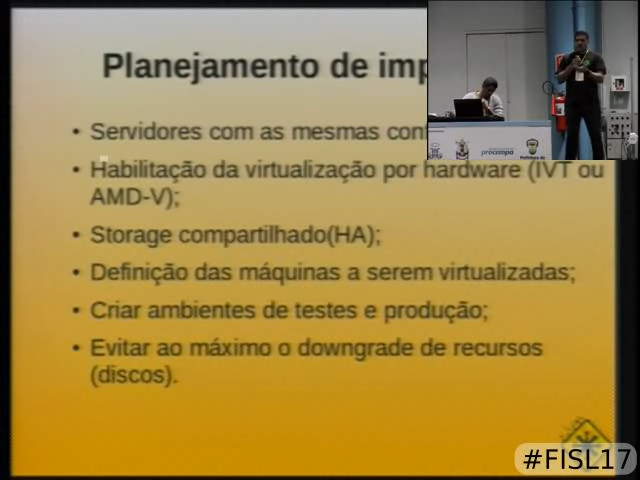 Planejamento de imp
• Servidores com as mesmas conf
• Habilitação da virtualização por hardware (IVT ou
AMD-V);
• Storage compartilhado(HA);
• Definição das máquinas a serem virtualizadas;
• Criar ambientes de testes e produção;
• Evitar ao máximo o downgrade de recursos
(discos).
procempa
#FISL17